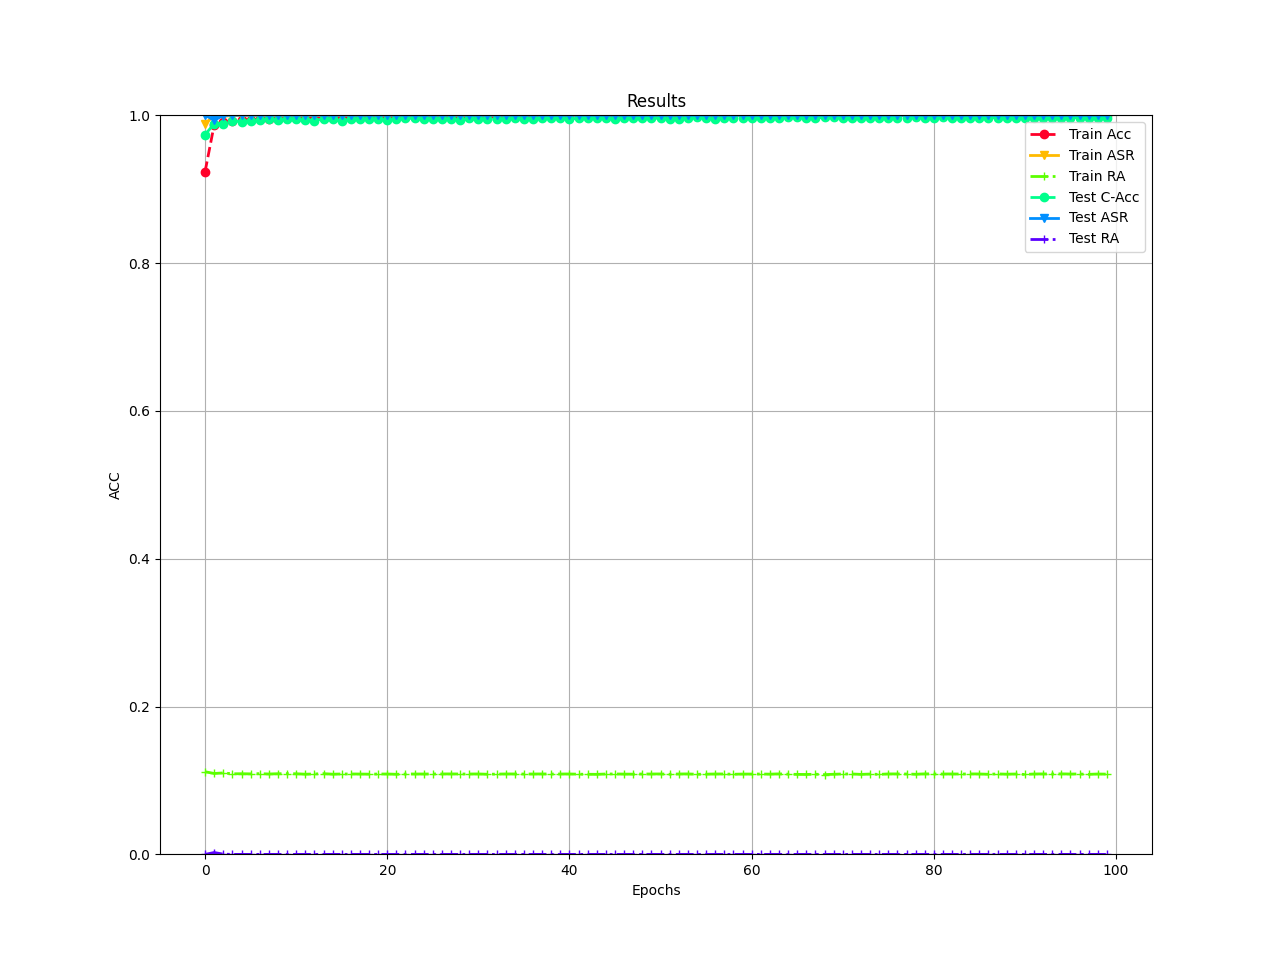 Results
1.0
0.8
0.6
0.4
0.2
0.0
ACC
Train Acc
Train ASR
Train RA
Test C-Acc
Test ASR
Test RA
0 20 40 60 80 100
Epochs